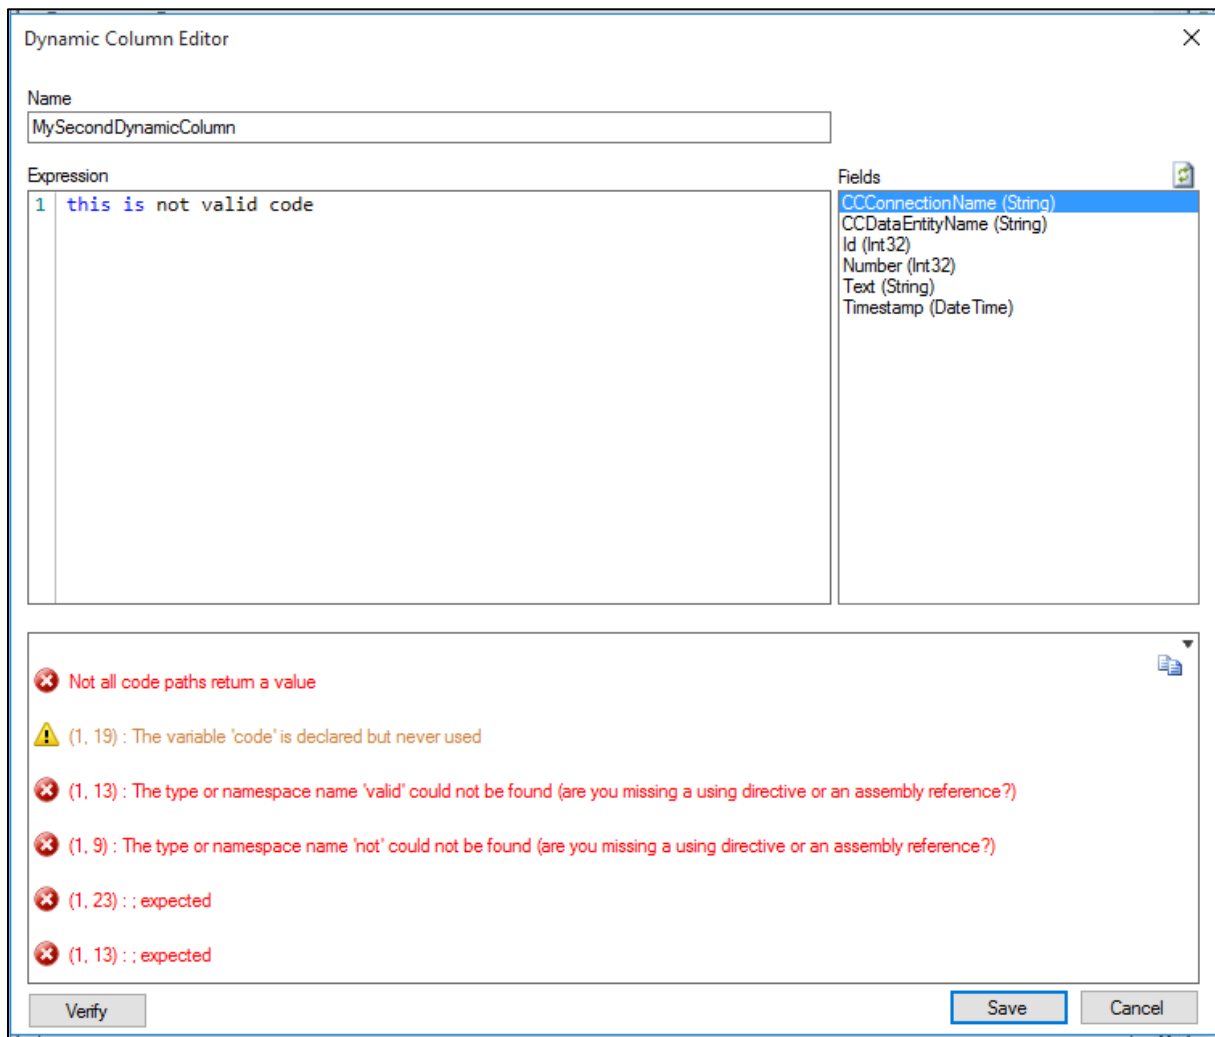 Dynamic Column Editor
Name
MySecondDynamicColumn
Expression
Fields
1 this is not valid code
CCConnectionName (String)
CCDataEntityName (String)
Id (Int32)
Number (Int32)
Text (String)
Timestamp (DateTime)
Not all code paths return a value
(1, 19) : The variable 'code' is declared but never used
(1, 13) : The type or namespace name 'valid' could not be found (are you missing a using directive or an assembly reference?)
(1, 9) : The type or namespace name 'not' could not be found (are you missing a using directive or an assembly reference?)
(1, 23) : ; expected
(1, 13) : ; expected
Verify
Save
Cancel